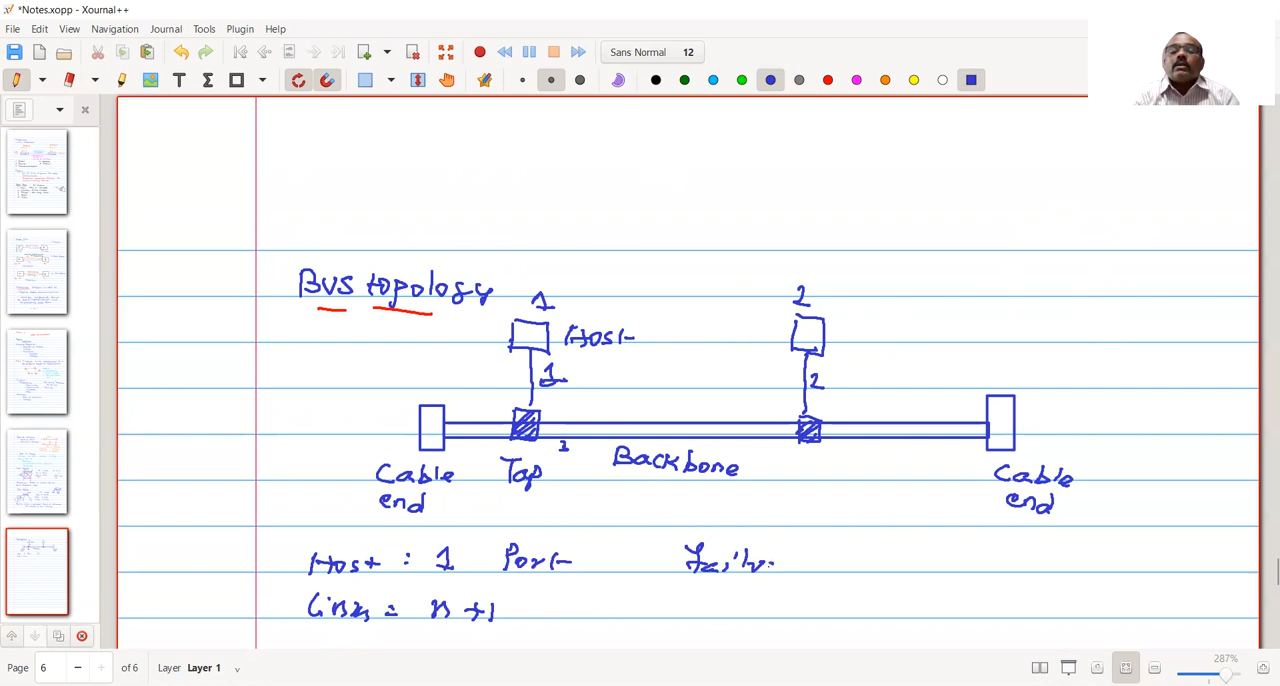 *Notes.xopp - Xournal++
File Edit View Navigation Journal Tools Plugin Help
Sans Normal 12
Bus topology
1 2
Host
1 2
3
Backbone
Cable end
Tap
Cable end
Host : 1 Port
Links = n +1
Page 6 of 6 Layer Layer 1
287%